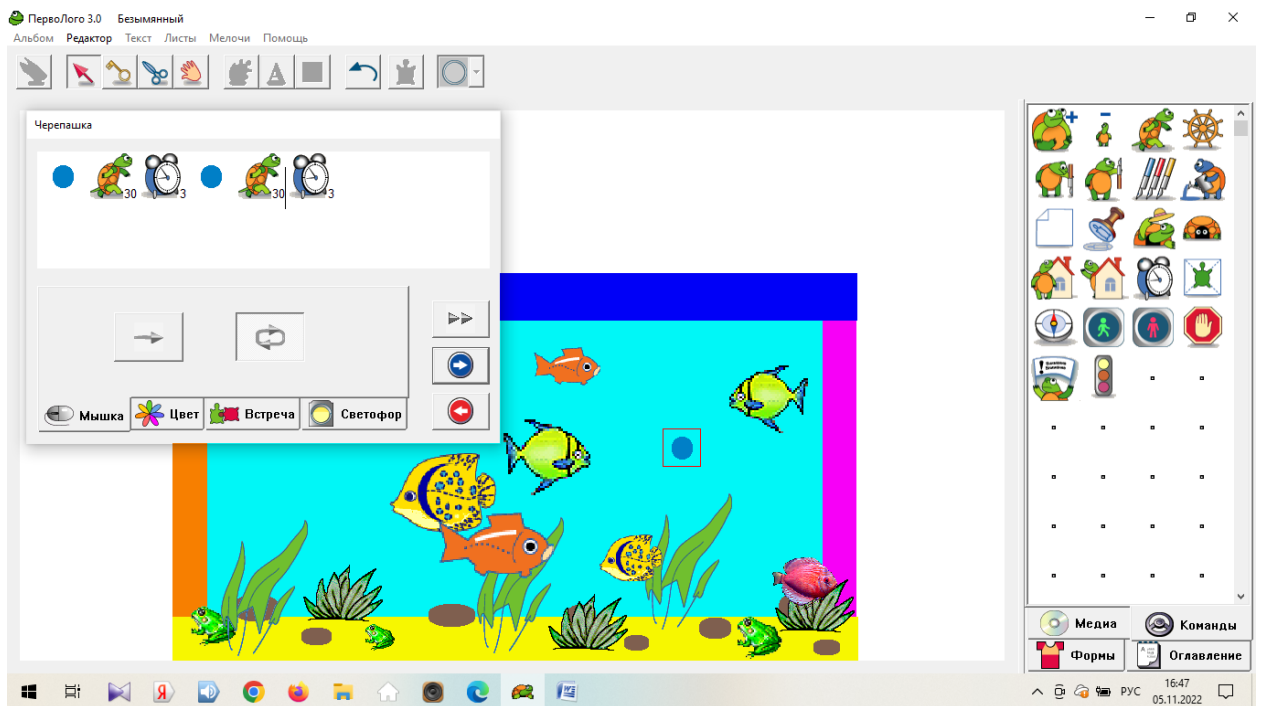 ПервоЛого 3.0 Безымянный
Альбом Редактор Текст Листы Мелочи Помощь
Черепашка
30 3 30 3
Мышка Цвет Встреча Светофор
Медиа Команды
Формы Оглавление
РУС 16:47
05.11.2022